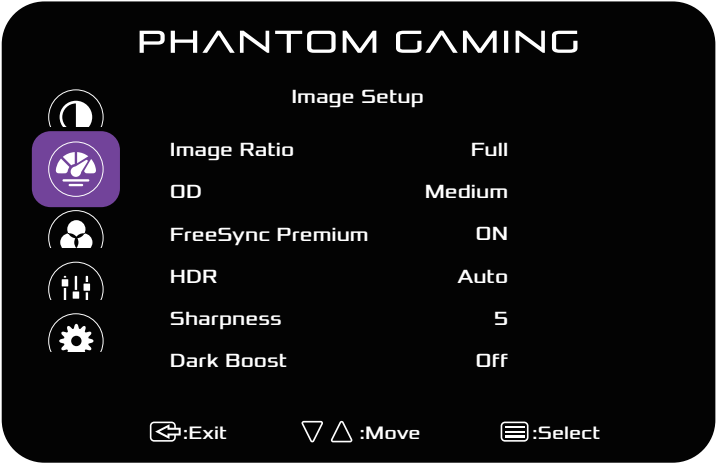 PHANTOM GAMING
Image Setup
Image Ratio Full
OD Medium
FreeSync Premium ON
HDR Auto
Sharpness 5
Dark Boost Off
:Exit :Move :Select